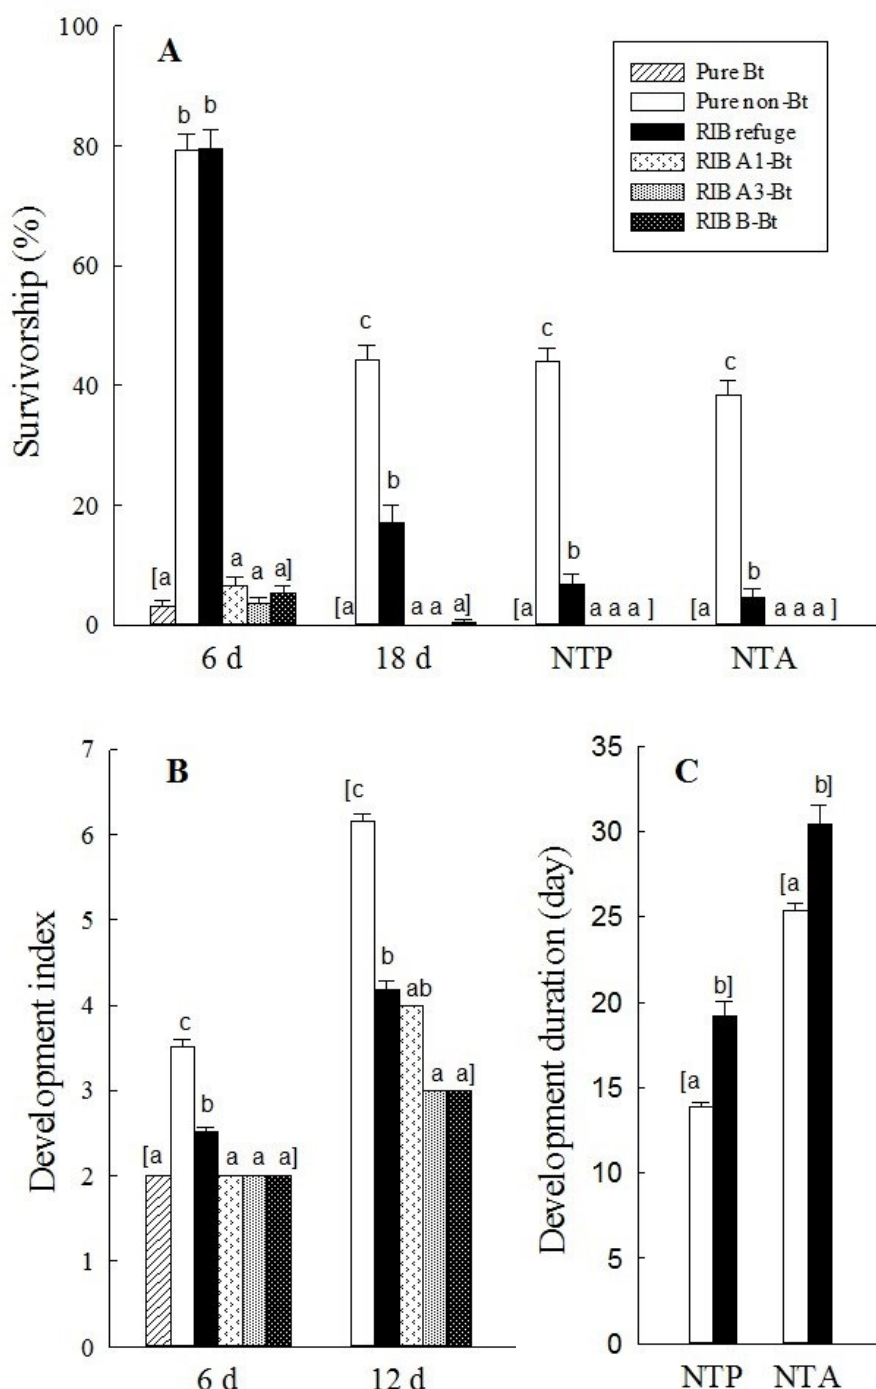 100
80
60
40
20
0
Survivorship (%)
A
Pure Bt
Pure non-Bt
RIB refuge
RIB A1-Bt
RIB A3-Bt
RIB B-Bt
b b
[a a a a]
c
b
[a a a a]
c
b
[a a a a ]
c
b
[a a a a ]
6 d 18 d NTP NTA
7
6
5
4
3
2
1
0
Development index
B
[a c b a a a]
[c b ab a a]
6 d 12 d
35
30
25
20
15
10
5
0
Development duration (day)
C
[a b]
[a b]
NTP NTA